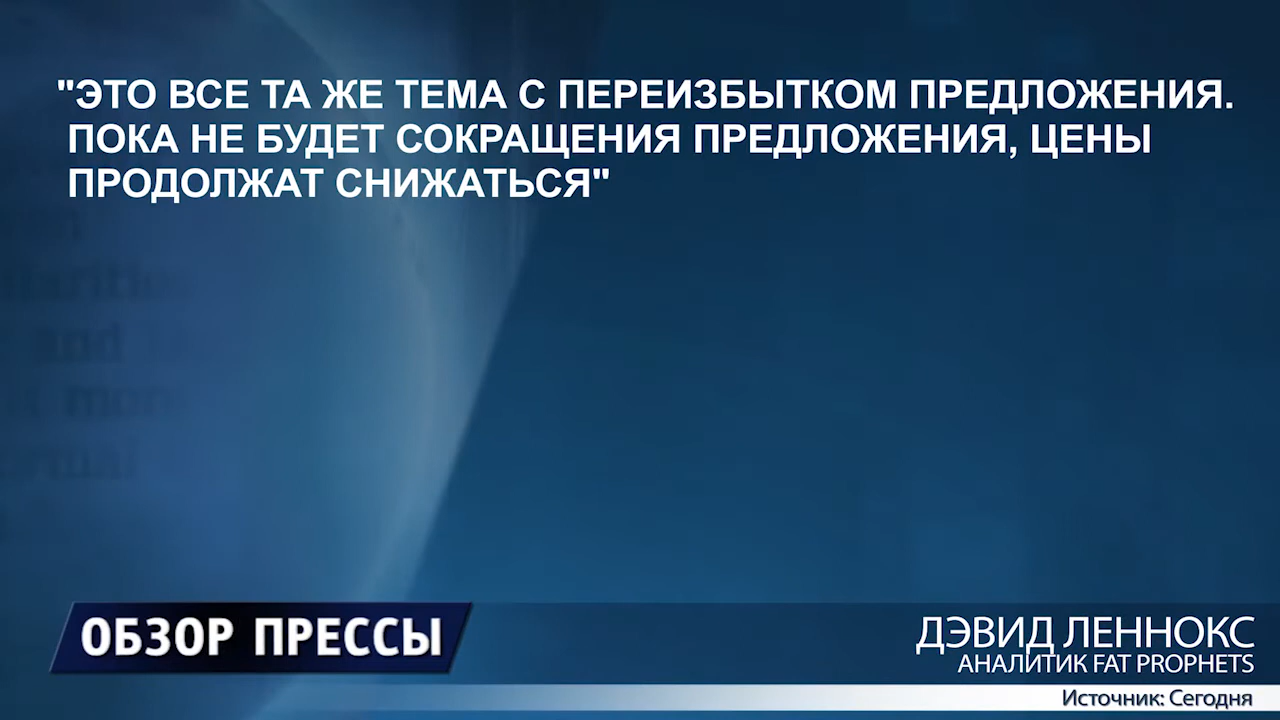 "ЭТО ВСЕ ТА ЖЕ ТЕМА С ПЕРЕИЗБЫТКОМ ПРЕДЛОЖЕНИЯ.
ПОКА НЕ БУДЕТ СОКРАЩЕНИЯ ПРЕДЛОЖЕНИЯ, ЦЕНЫ
ПРОДОЛЖАТ СНИЖАТЬСЯ"
and
ОБЗОР ПРЕССЫ
ДЭВИД ЛЕННОКС
АНАЛИТИК FAT PROPHETS
Источник: Сегодня